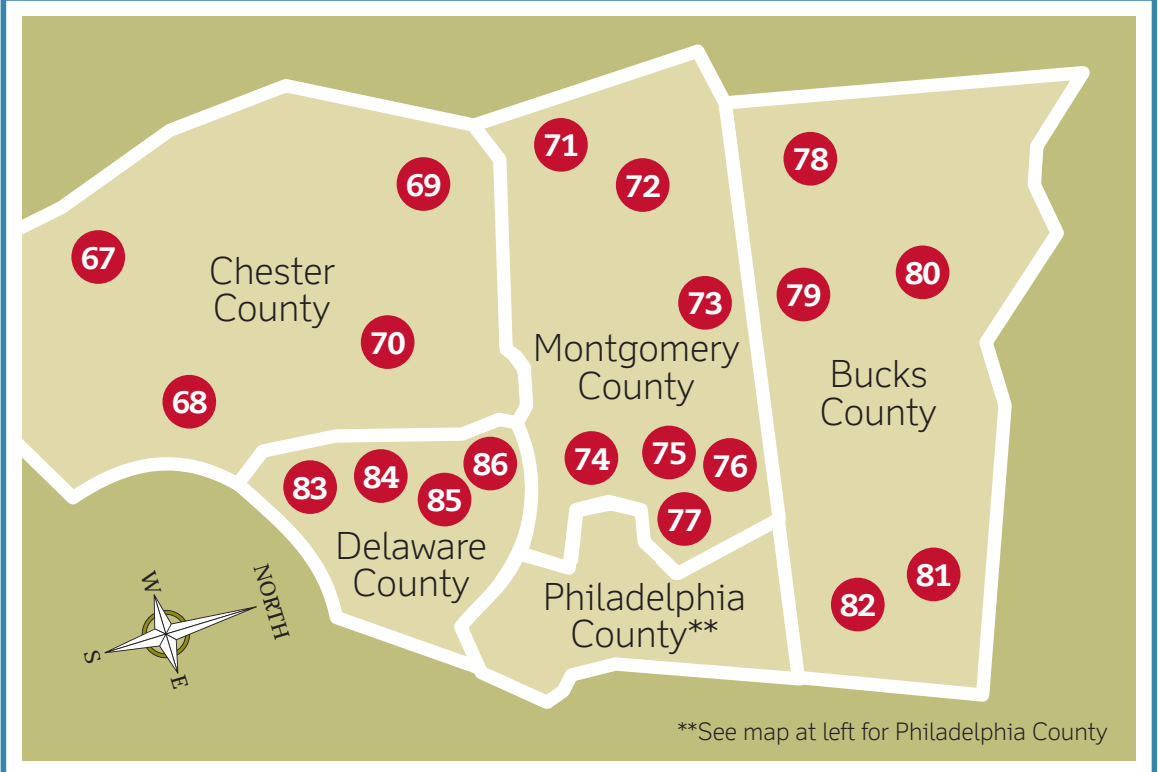 71
78
69
72
67
Chester
County
80
79
73
70
Montgomery
County
Bucks
County
68
86
74
75
76
83
84
85
77
Delaware
County
W
NORTH
S
E
Philadelphia
County**
81
82
**See map at left for Philadelphia County